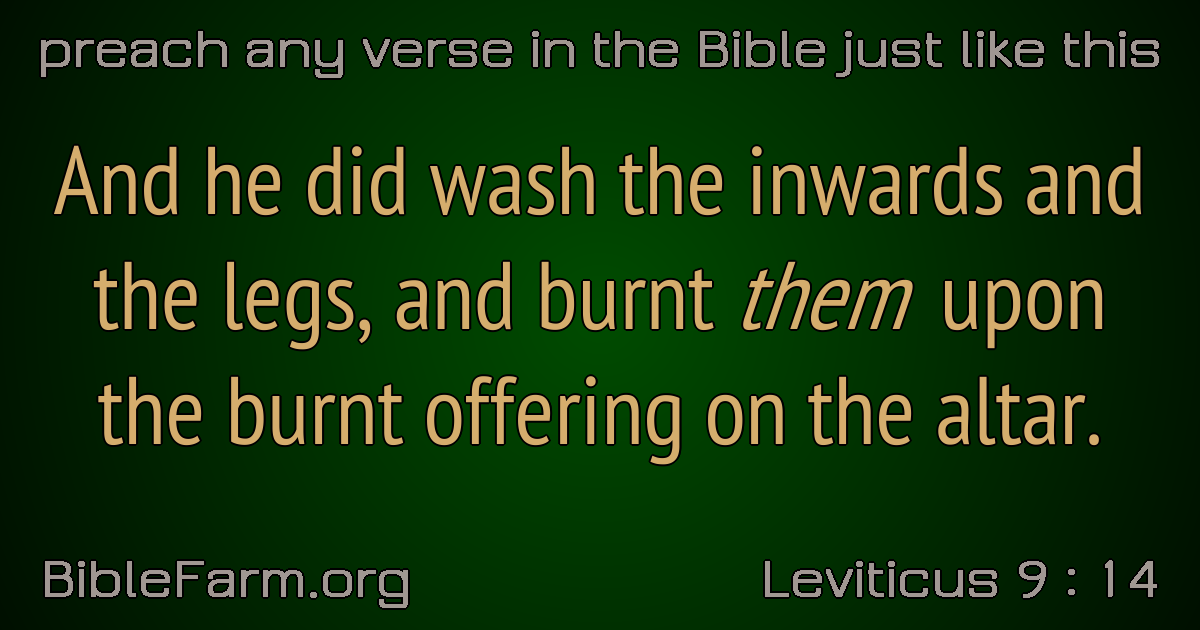 preach any verse in the Bible just like this
And he did wash the inwards and
the legs, and burnt them upon
the burnt offering on the altar.
BibleFarm.org
Leviticus 9 : 14